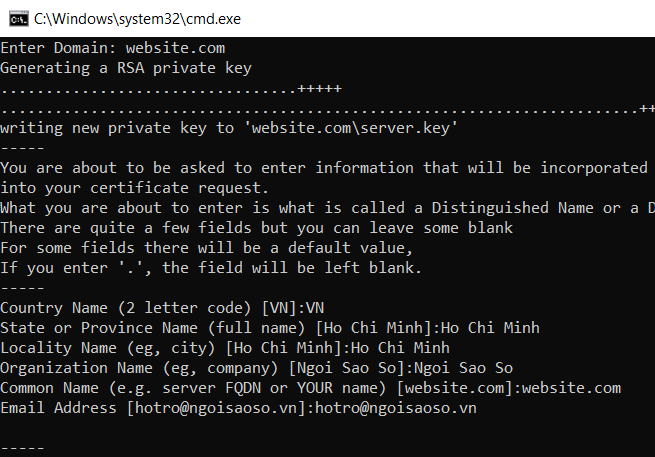 C:\Windows\system32\cmd.exe
Enter Domain: website.com
Generating a RSA private key
.................................+++++
.......................................................................++
writing new private key to 'website.com\server.key'
-----
You are about to be asked to enter information that will be incorporated
into your certificate request.
What you are about to enter is what is called a Distinguished Name or a D
There are quite a few fields but you can leave some blank
For some fields there will be a default value,
If you enter '.', the field will be left blank.
-----
Country Name (2 letter code) [VN]:VN
State or Province Name (full name) [Ho Chi Minh]:Ho Chi Minh
Locality Name (eg, city) [Ho Chi Minh]:Ho Chi Minh
Organization Name (eg, company) [Ngoi Sao So]:Ngoi Sao So
Common Name (e.g. server FQDN or YOUR name) [website.com]:website.com
Email Address [hotro@ngoisaoso.vn]:hotro@ngoisaoso.vn
-----